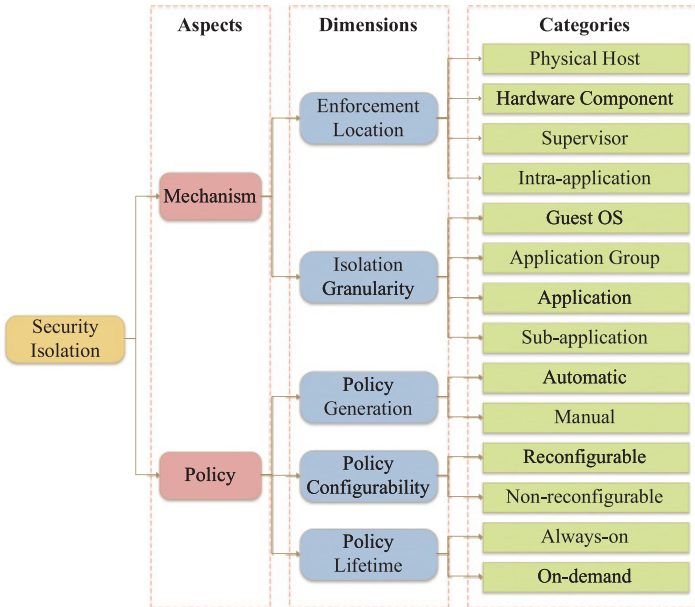 Aspects
Dimensions
Categories
Security
Isolation
Mechanism
Policy
Enforcement
Location
Isolation
Granularity
Policy
Generation
Policy
Configurability
Policy
Lifetime
Physical Host
Hardware Component
Supervisor
Intra-application
Guest OS
Application Group
Application
Sub-application
Automatic
Manual
Reconfigurable
Non-reconfigurable
Always-on
On-demand